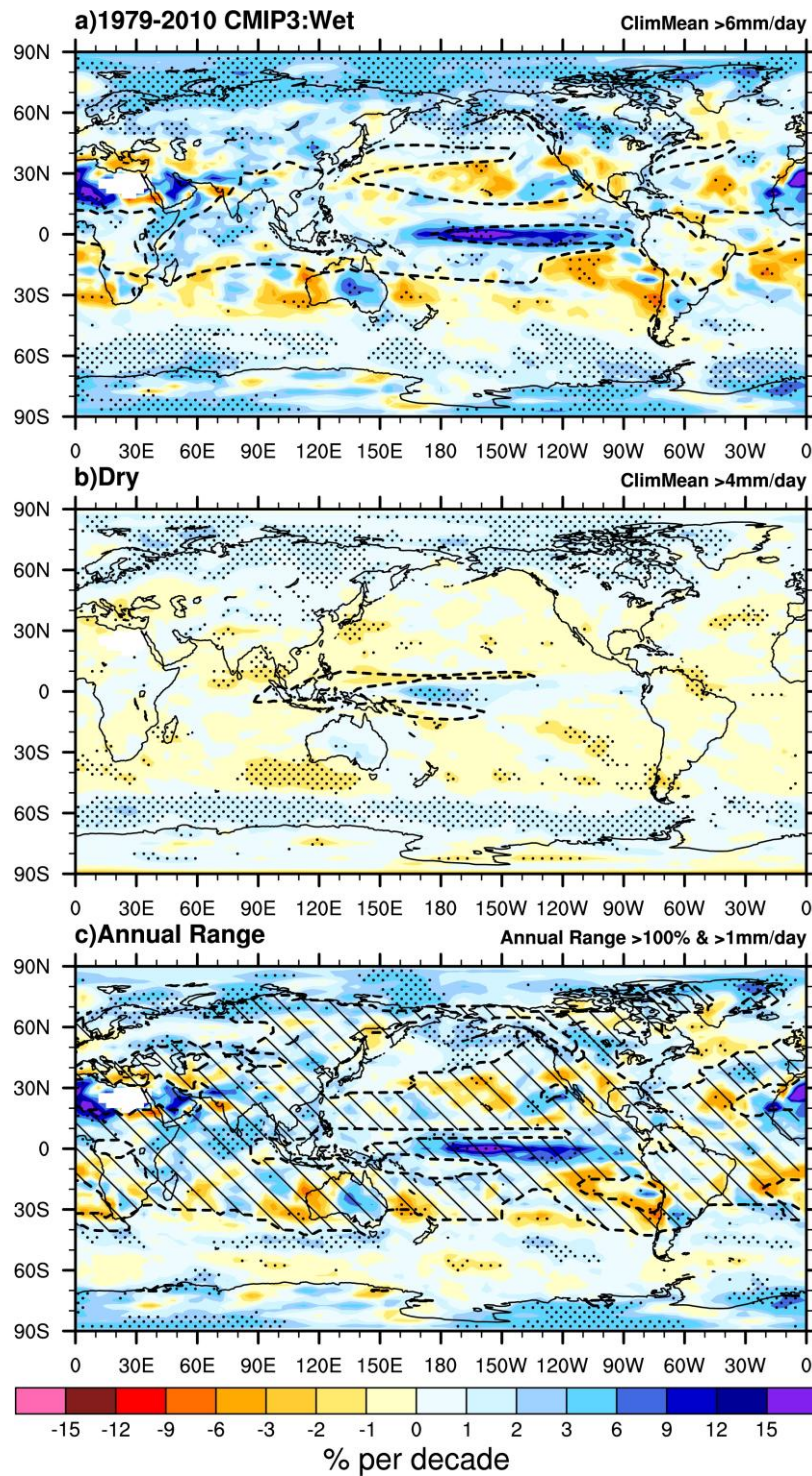 a)1979-2010 CMIP3:Wet ClimMean >6mm/day
90N
60N
30N
0
30S
60S
90S
0 30E 60E 90E 120E 150E 180 150W 120W 90W 60W 30W 0
b)Dry ClimMean >4mm/day
90N
60N
30N
0
30S
60S
90S
0 30E 60E 90E 120E 150E 180 150W 120W 90W 60W 30W 0
c)Annual Range Annual Range >100% & >1mm/day
90N
60N
30N
0
30S
60S
90S
0 30E 60E 90E 120E 150E 180 150W 120W 90W 60W 30W 0
-15 -12 -9 -6 -3 -2 -1 0 1 2 3 6 9 12 15
% per decade